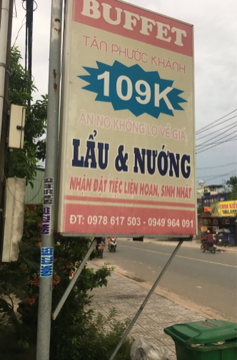 BUFFET
TÂN PHƯỚC KHÁNH
109K
ĂN NO KHÔNG LO VỀ GIÁ
LẨU & NƯỚNG
NHẬN ĐẶT TIỆC LIÊN HOAN, SINH NHẬT
ĐT: 0978 617 503 - 0949 964 091